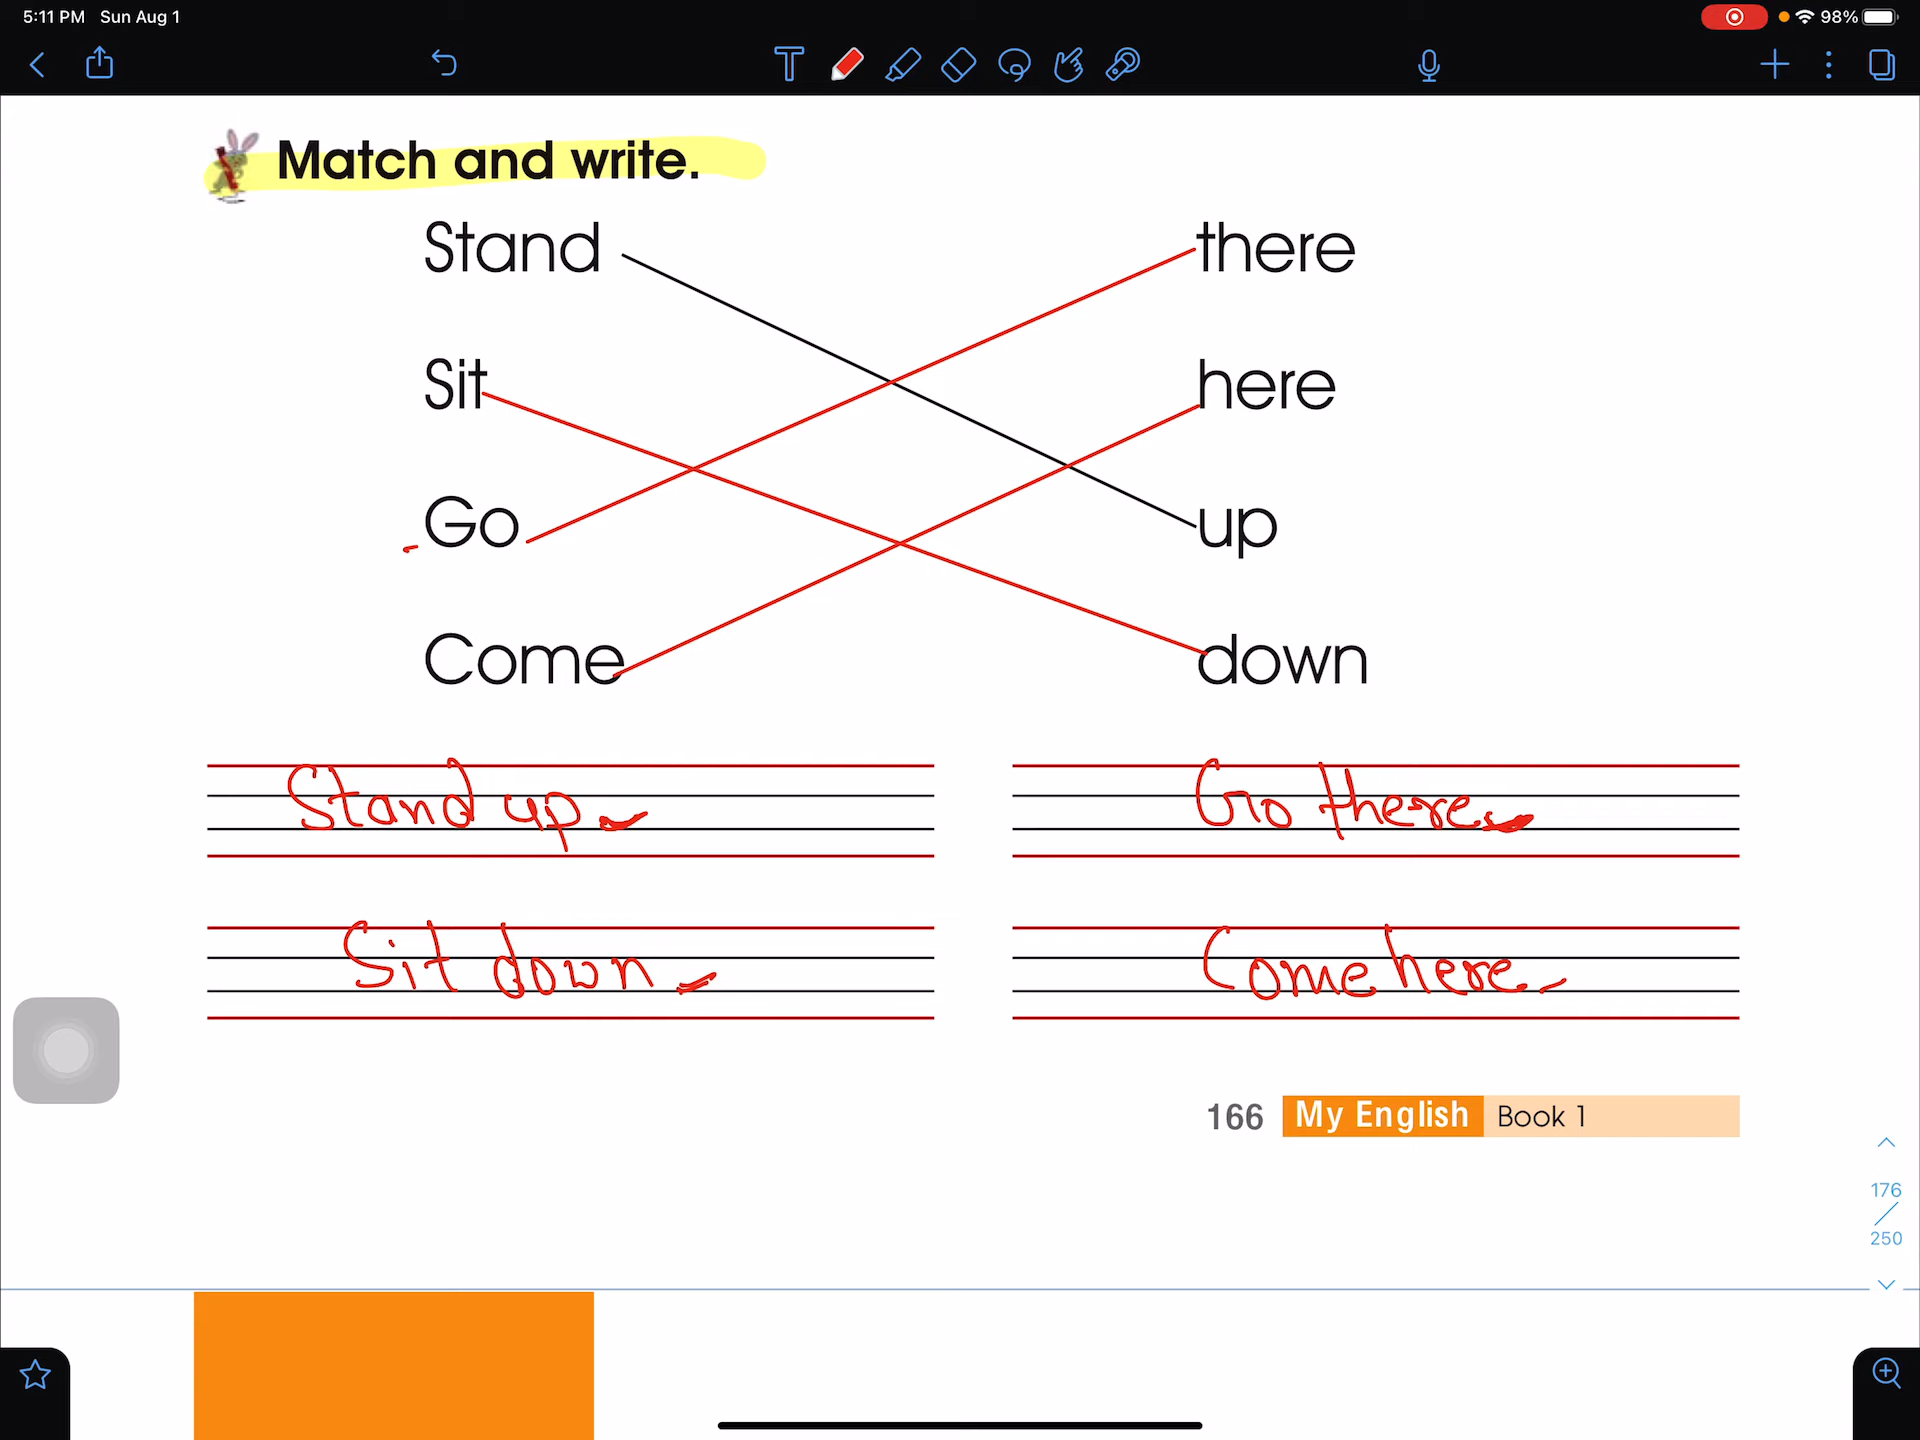 5:11 PM Sun Aug 1
98%
Match and write.
Stand there
Sit here
Go up
Come down
Stand up Go there
Sit down Come here
166 My English Book 1
176
250